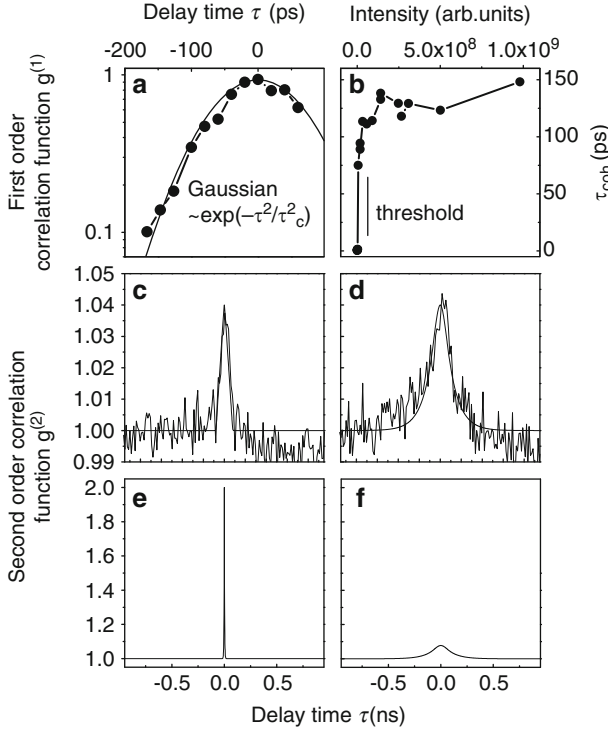 Delay time τ (ps)
Intensity (arb.units)
-200 -100 0
0.0 5.0x10⁸ 1.0x10⁹
First order
correlation function g⁽¹⁾
1
0.1
a
Gaussian
~exp(−τ²/τ²c)
b
threshold
150
100
50
0
τcoh(ps)
Second order correlation
function g⁽²⁾
1.05
1.04
1.03
1.02
1.01
1.00
0.99
c
d
2.0
1.8
1.6
1.4
1.2
1.0
e
f
-0.5 0.0 0.5
-0.5 0.0 0.5
Delay time τ(ns)